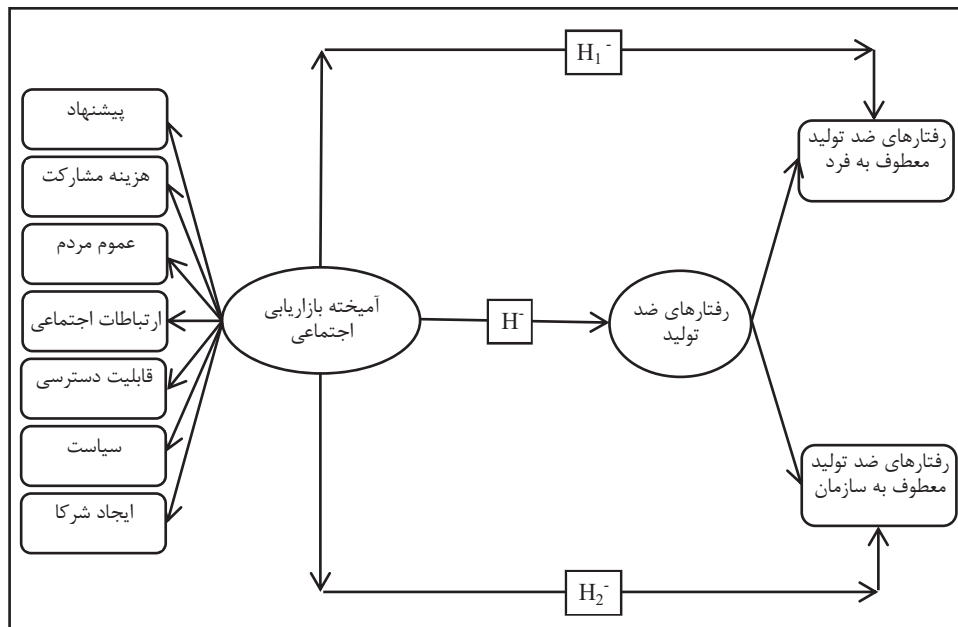 H₁⁻
پیشنهاد
هزینه مشارکت
عموم مردم
ارتباطات اجتماعی
قابلیت دسترسی
سیاست
ایجاد شرکا
آمیخته بازاریابی
اجتماعی
H⁻
رفتارهای ضد
تولید
رفتارهای ضد تولید
معطوف به فرد
رفتارهای ضد تولید
معطوف به سازمان
H₂⁻